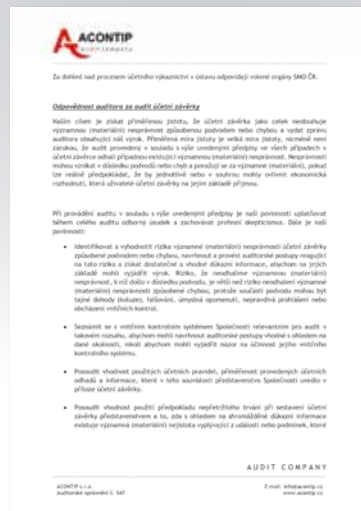 ACONTIP
audit company
Za dohled nad procesem účetního výkaznictví v ústavu odpovídají volené orgány SMO ČR.
Odpovědnost auditora za audit účetní závěrky
Naším cílem je získat přiměřenou jistotu, že účetní závěrka jako celek neobsahuje
významnou (materiální) nesprávnost způsobenou podvodem nebo chybou a vydat zprávu
auditora obsahující náš výrok. Přiměřená míra jistoty je velká míra jistoty, nicméně není
zárukou, že audit provedený v souladu s výše uvedenými předpisy ve všech případech v
účetní závěrce odhalí případnou existující významnou (materiální) nesprávnost. Nesprávnosti
mohou vznikat v důsledku podvodů nebo chyb a považují se za významné (materiální), pokud
lze reálně předpokládat, že by jednotlivě nebo v souhrnu mohly ovlivnit ekonomická
rozhodnutí, která uživatelé účetní závěrky na jejím základě přijmou.
Při provádění auditu v souladu s výše uvedenými předpisy je naší povinností uplatňovat
během celého auditu odborný úsudek a zachovávat profesní skepticismus. Dále je naší
povinností:
• Identifikovat a vyhodnotit rizika významné (materiální) nesprávnosti účetní závěrky
způsobené podvodem nebo chybou, navrhnout a provést auditorské postupy reagující
na tato rizika a získat dostatečné a vhodné důkazní informace, abychom na jejich
základě mohli vyjádřit výrok. Riziko, že neodhalíme významnou (materiální)
nesprávnost, k níž došlo v důsledku podvodu, je větší než riziko neodhalení významné
(materiální) nesprávnosti způsobené chybou, protože součástí podvodu mohou být
tajné dohody (koluze), falšování, úmyslná opomenutí, nepravdivá prohlášení nebo
obcházení vnitřních kontrol.
• Seznámit se s vnitřním kontrolním systémem Společnosti relevantním pro audit v
takovém rozsahu, abychom mohli navrhnout auditorské postupy vhodné s ohledem na
dané okolnosti, nikoli abychom mohli vyjádřit názor na účinnost jejího vnitřního
kontrolního systému.
• Posoudit vhodnost použitých účetních pravidel, přiměřenost provedených účetních
odhadů a informace, které v této souvislosti představenstvo Společnosti uvedlo v
příloze účetní závěrky.
• Posoudit vhodnost použití předpokladu nepřetržitého trvání při sestavení účetní
závěrky představenstvem a to, zda s ohledem na shromážděné důkazní informace
existuje významná (materiální) nejistota vyplývající z událostí nebo podmínek, které
AUDIT COMPANY
ACONTIP s.r.o.
Auditorské oprávnění č. 547
E-mail: info@acontip.cz
www.acontip.cz